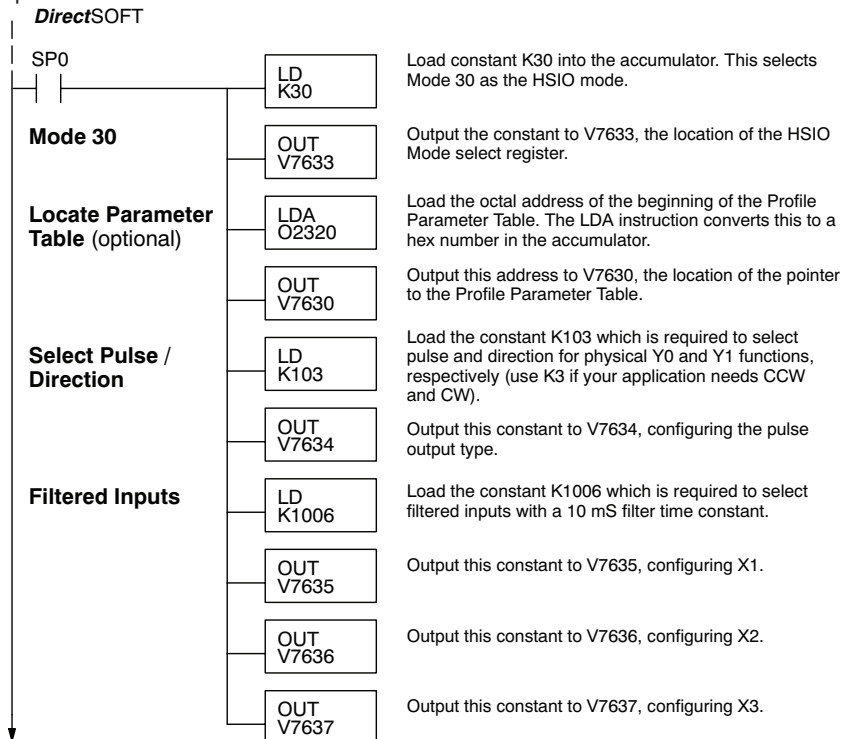 DirectSOFT
SP0
LD
K30
Load constant K30 into the accumulator. This selects
Mode 30 as the HSIO mode.
Mode 30
OUT
V7633
Output the constant to V7633, the location of the HSIO
Mode select register.
Locate Parameter
Table (optional)
LDA
O2320
Load the octal address of the beginning of the Profile
Parameter Table. The LDA instruction converts this to a
hex number in the accumulator.
OUT
V7630
Output this address to V7630, the location of the pointer
to the Profile Parameter Table.
Select Pulse /
Direction
LD
K103
Load the constant K103 which is required to select
pulse and direction for physical Y0 and Y1 functions,
respectively (use K3 if your application needs CCW
and CW).
OUT
V7634
Output this constant to V7634, configuring the pulse
output type.
Filtered Inputs
LD
K1006
Load the constant K1006 which is required to select
filtered inputs with a 10 mS filter time constant.
OUT
V7635
Output this constant to V7635, configuring X1.
OUT
V7636
Output this constant to V7636, configuring X2.
OUT
V7637
Output this constant to V7637, configuring X3.